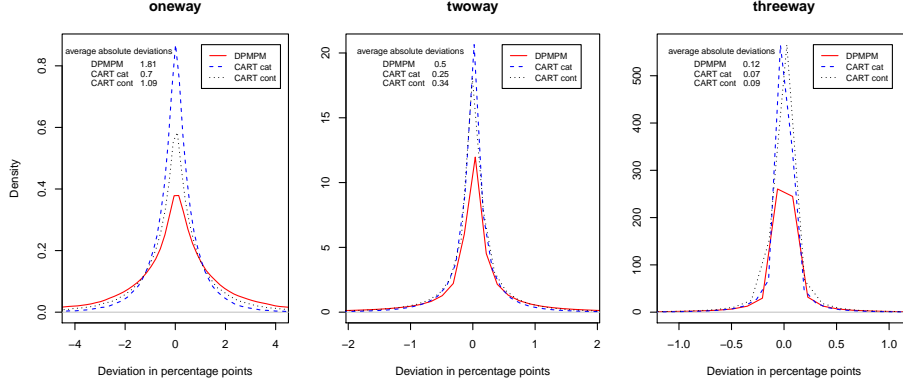 oneway
average absolute deviations
DPMPM 1.81
CART cat 0.7
CART cont 1.09
DPMPM
CART cat
CART cont
Density
0.0 0.2 0.4 0.6 0.8
−4 −2 0 2 4
Deviation in percentage points
twoway
average absolute deviations
DPMPM 0.5
CART cat 0.25
CART cont 0.34
DPMPM
CART cat
CART cont
0 5 10 15 20
−2 −1 0 1 2
Deviation in percentage points
threeway
average absolute deviations
DPMPM 0.12
CART cat 0.07
CART cont 0.09
DPMPM
CART cat
CART cont
0 100 200 300 400 500
−1.0 −0.5 0.0 0.5 1.0
Deviation in percentage points